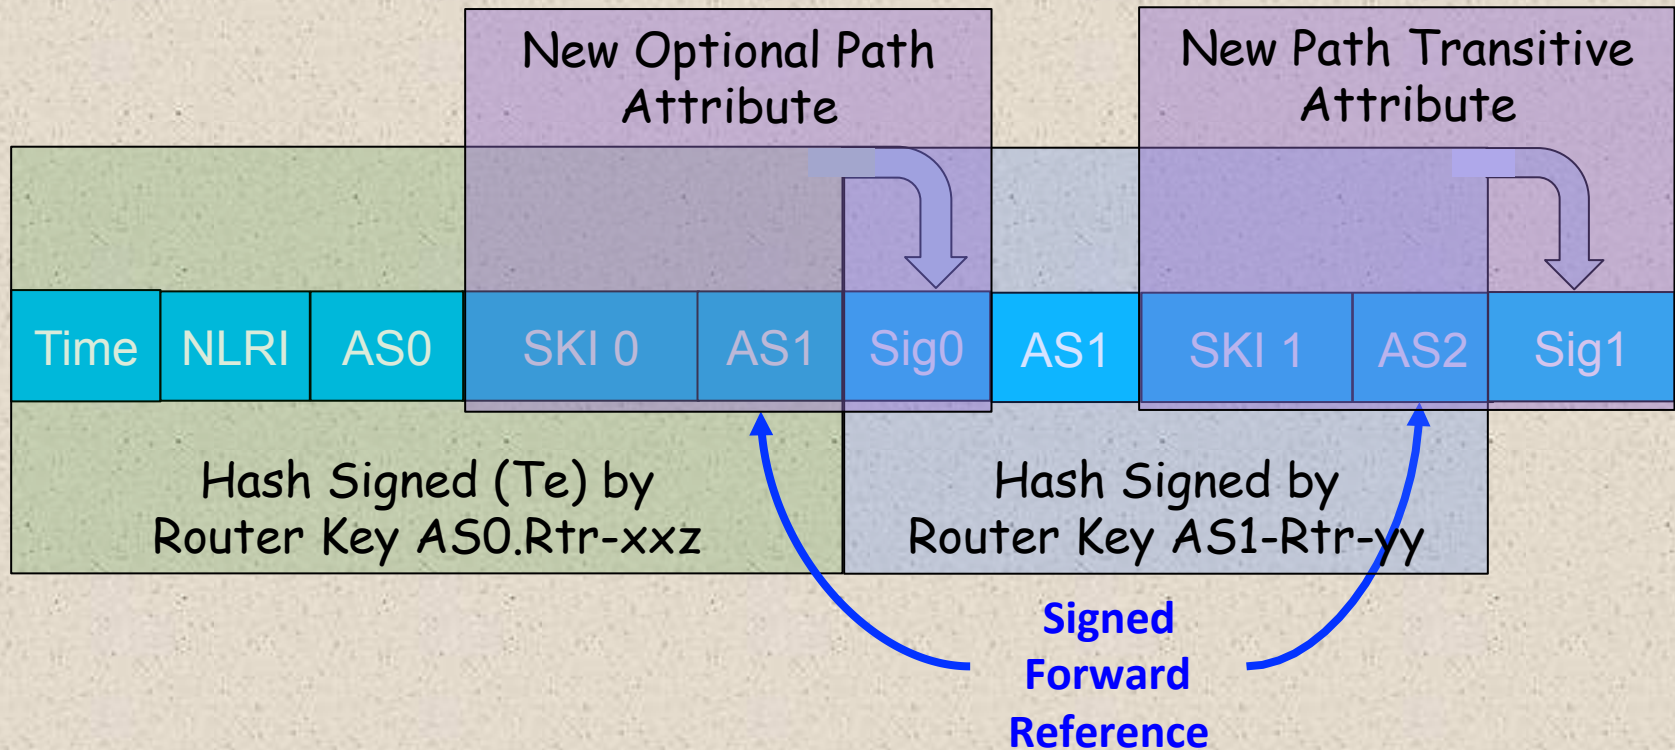 New Optional Path
Attribute
New Path Transitive
Attribute
Time NLRI AS0 SKI 0 AS1 Sig0 AS1 SKI 1 AS2 Sig1
Hash Signed (Te) by
Router Key AS0.Rtr-xxz
Hash Signed by
Router Key AS1-Rtr-yy
Signed
Forward
Reference